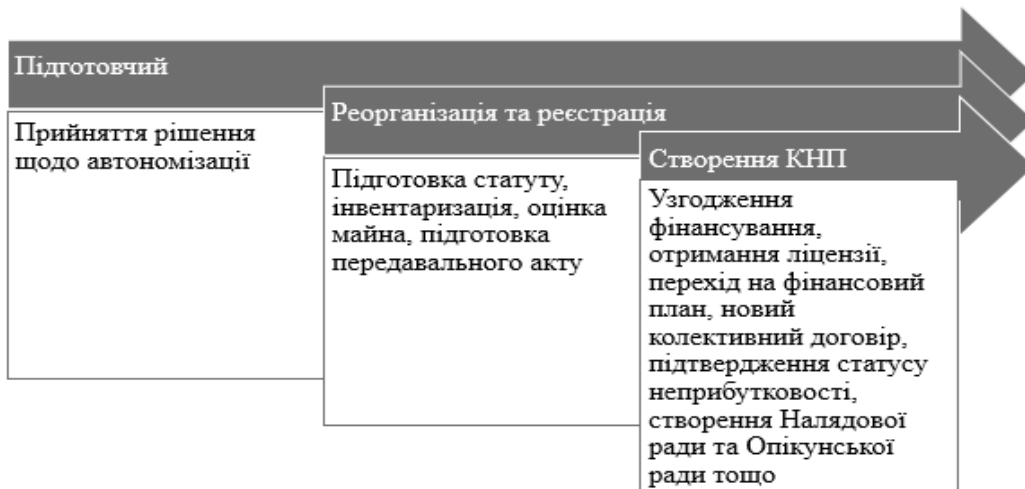 Підготовчий
Прийняття рішення
щодо автономізації
Реорганізація та реєстрація
Підготовка статуту,
інвентаризація, оцінка
майна, підготовка
передавального акту
Створення КНП
Узгодження
фінансування,
отримання ліцензії,
перехід на фінансовий
план, новий
колективний договір,
підтвердження статусу
неприбутковості,
створення Налядової
ради та Опікунської
ради тощо